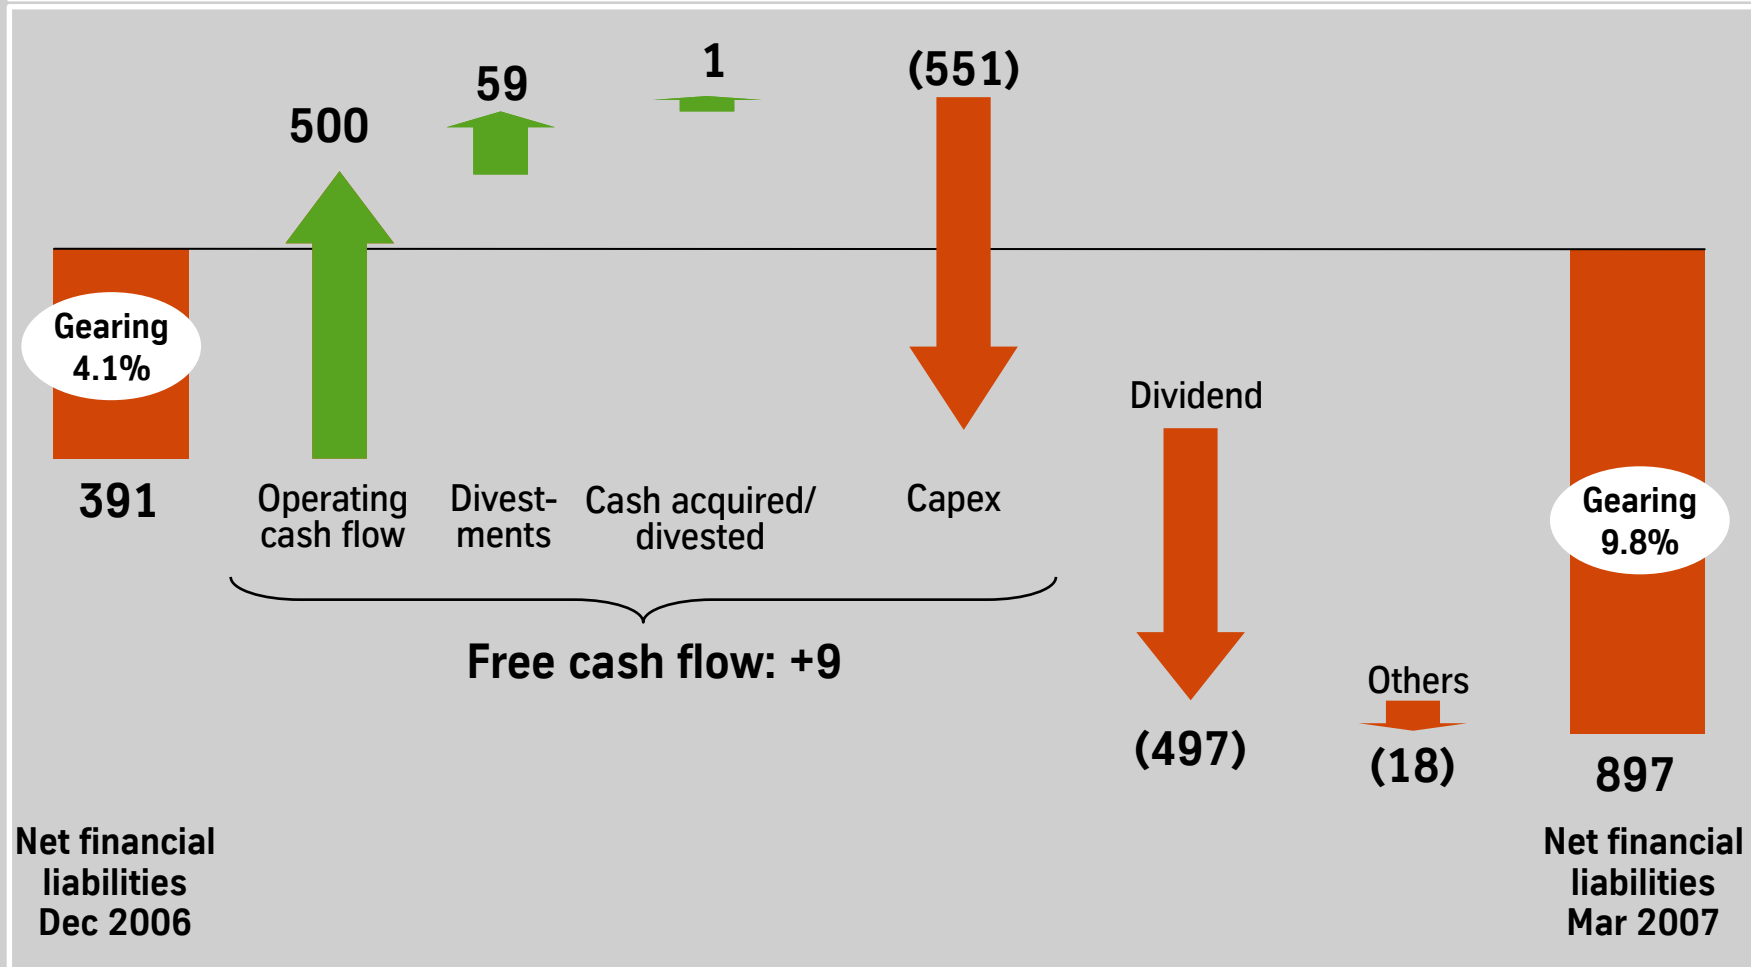 1
(551)
59
500
Gearing
4.1%
Dividend
391
Operating
cash flow
Divest-
ments
Cash acquired/
divested
Capex
Gearing
9.8%
Free cash flow: +9
Others
(497)
(18)
897
Net financial
liabilities
Dec 2006
Net financial
liabilities
Mar 2007